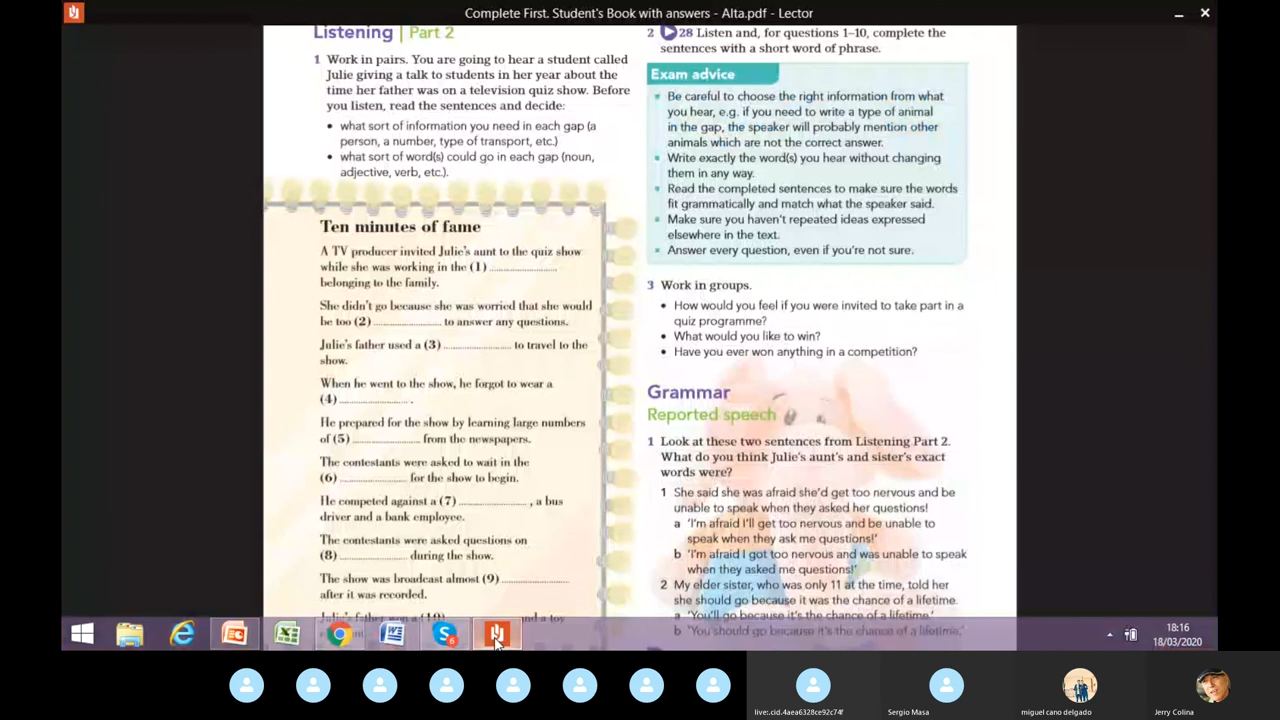 Complete First. Student's Book with answers - Alta.pdf - Lector
Listening | Part 2
1 Work in pairs. You are going to hear a student called
Julie giving a talk to students in her year about the
time her father was on a television quiz show. Before
you listen, read the sentences and decide:
• what sort of information you need in each gap (a
person, a number, type of transport, etc.)
• what sort of word(s) could go in each gap (noun,
adjective, verb, etc.).
Ten minutes of fame
A TV producer invited Julie's aunt to the quiz show
while she was working in the (1) ....................
belonging to the family.
She didn't go because she was worried that she would
be too (2) .................... to answer any questions.
Julie's father used a (3) .................... to travel to the
show.
When he went to the show, he forgot to wear a
(4) .................... .
He prepared for the show by learning large numbers
of (5) .................... from the newspapers.
The contestants were asked to wait in the
(6) .................... for the show to begin.
He competed against a (7) .................... , a bus
driver and a bank employee.
The contestants were asked questions on
(8) .................... during the show.
The show was broadcast almost (9) ....................
after it was recorded.
Julie's father won a (10) .................... and a toy
2 28 Listen and, for questions 1–10, complete the
sentences with a short word of phrase.
Exam advice
• Be careful to choose the right information from what
you hear, e.g. if you need to write a type of animal
in the gap, the speaker will probably mention other
animals which are not the correct answer.
• Write exactly the word(s) you hear without changing
them in any way.
• Read the completed sentences to make sure the words
fit grammatically and match what the speaker said.
• Make sure you haven't repeated ideas expressed
elsewhere in the text.
• Answer every question, even if you're not sure.
3 Work in groups.
• How would you feel if you were invited to take part in a
quiz programme?
• What would you like to win?
• Have you ever won anything in a competition?
Grammar
Reported speech
1 Look at these two sentences from Listening Part 2.
What do you think Julie's aunt's and sister's exact
words were?
1 She said she was afraid she'd get too nervous and be
unable to speak when they asked her questions!
a 'I'm afraid I'll get too nervous and be unable to
speak when they ask me questions!'
b 'I'm afraid I got too nervous and was unable to speak
when they asked me questions!'
2 My elder sister, who was only 11 at the time, told her
she should go because it was the chance of a lifetime.
a 'You'll go because it's the chance of a lifetime.'
b 'You should go because it's the chance of a lifetime.'
6
18:16
18/03/2020
live:.cid.4aea6328ce92c74f
Sergio Masa
miguel cano delgado
Jerry Colina